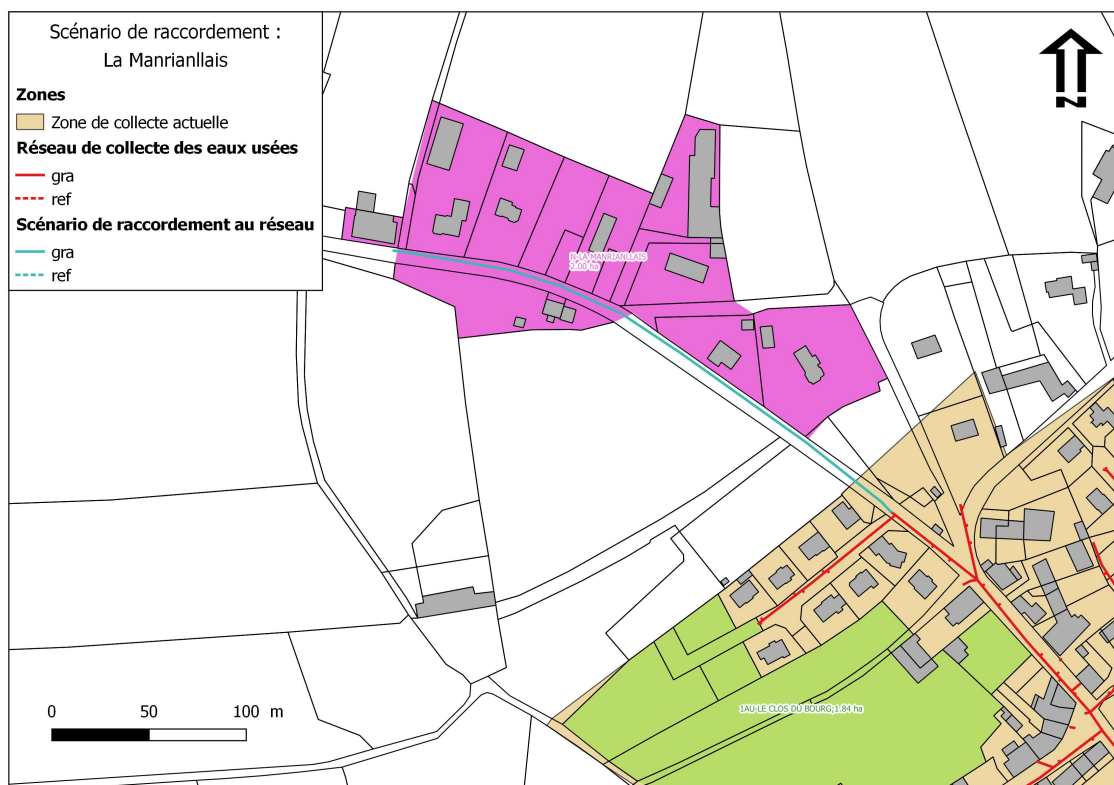 Scénario de raccordement :
La Manrianllais
Zones
Zone de collecte actuelle
Réseau de collecte des eaux usées
gra
ref
Scénario de raccordement au réseau
gra
ref
N
N-LA MANRIANLLAIS
2.00 ha
1AU-LE CLOS DU BOURG;1.84 ha
0 50 100 m